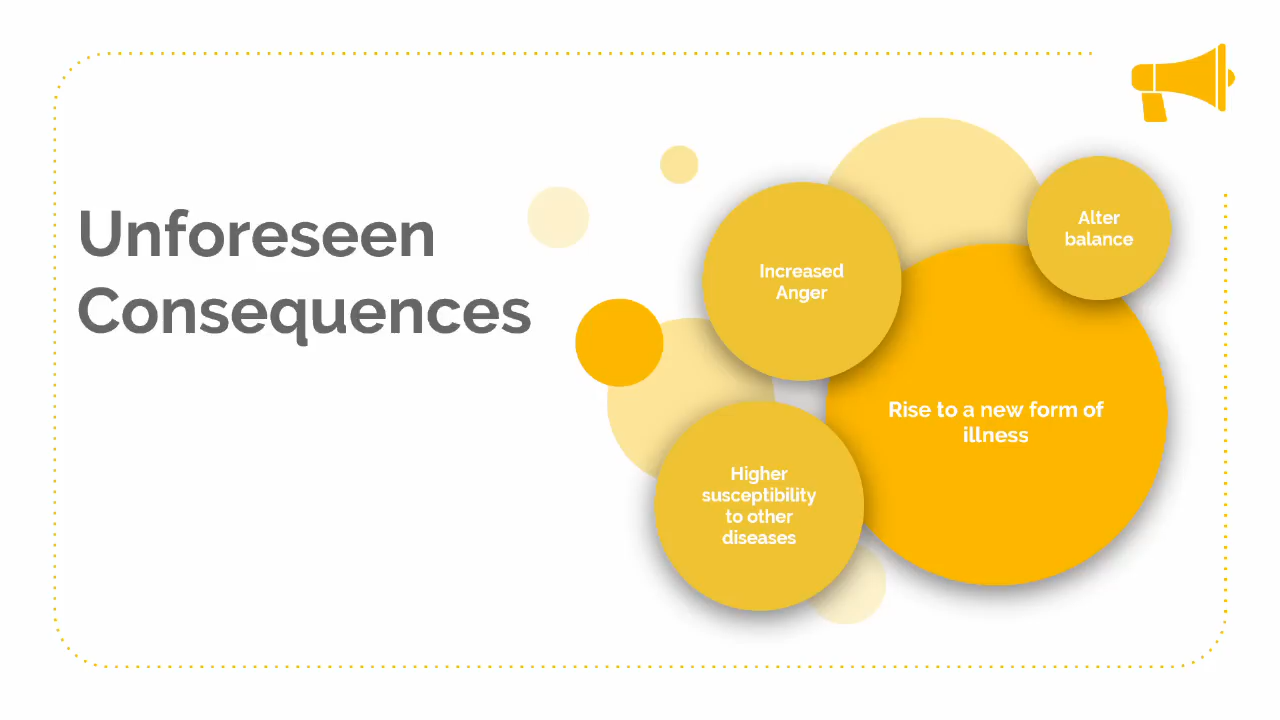 Unforeseen
Consequences
Alter
balance
Increased
Anger
Rise to a new form of
illness
Higher
susceptibility
to other
diseases